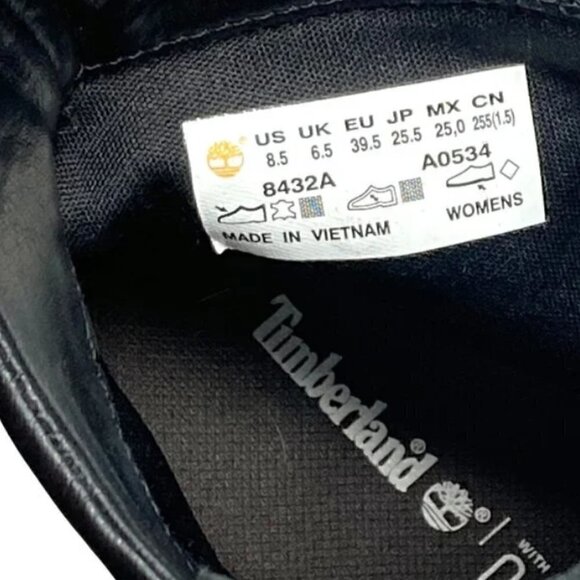 US UK EU JP MX CN
8.5 6.5 39.5 25.5 25,0 255(1.5)
8432A A0534
WOMENS
MADE IN VIETNAM
Timberland®
WITH